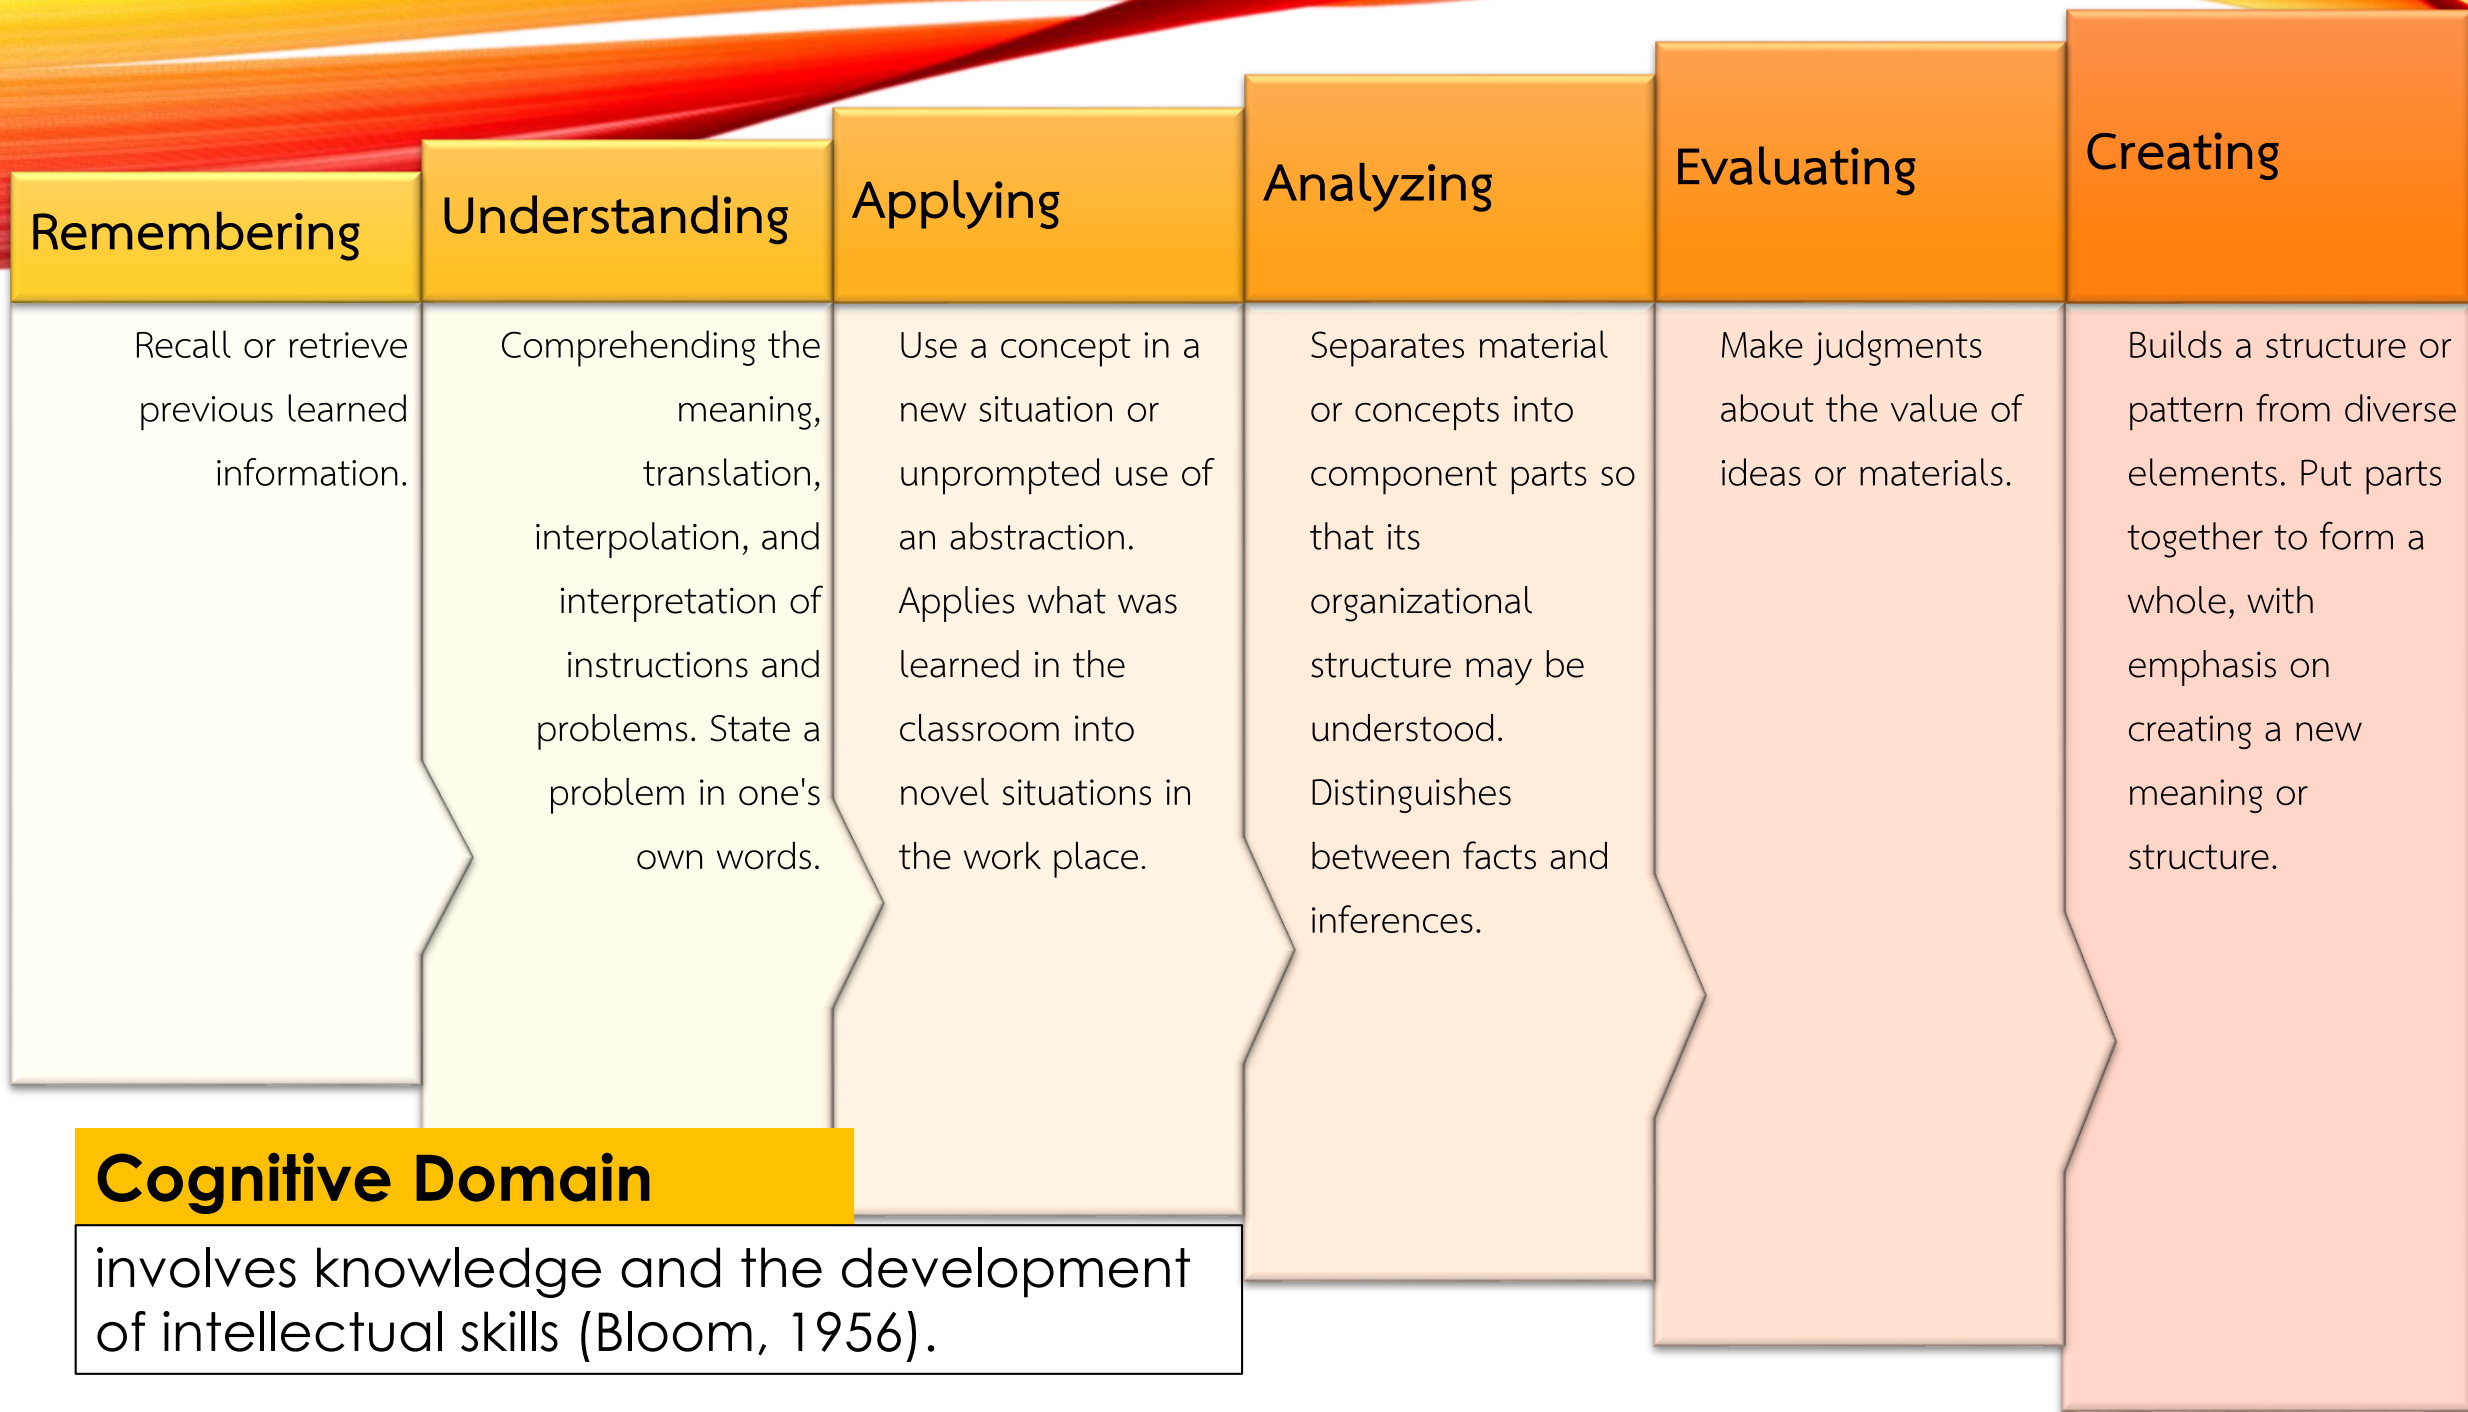 Remembering
Recall or retrieve
previous learned
information.
Understanding
Comprehending the
meaning,
translation,
interpolation, and
interpretation of
instructions and
problems. State a
problem in one's
own words.
Applying
Use a concept in a
new situation or
unprompted use of
an abstraction.
Applies what was
learned in the
classroom into
novel situations in
the work place.
Analyzing
Separates material
or concepts into
component parts so
that its
organizational
structure may be
understood.
Distinguishes
between facts and
inferences.
Evaluating
Make judgments
about the value of
ideas or materials.
Creating
Builds a structure or
pattern from diverse
elements. Put parts
together to form a
whole, with
emphasis on
creating a new
meaning or
structure.
Cognitive Domain
involves knowledge and the development
of intellectual skills (Bloom, 1956).